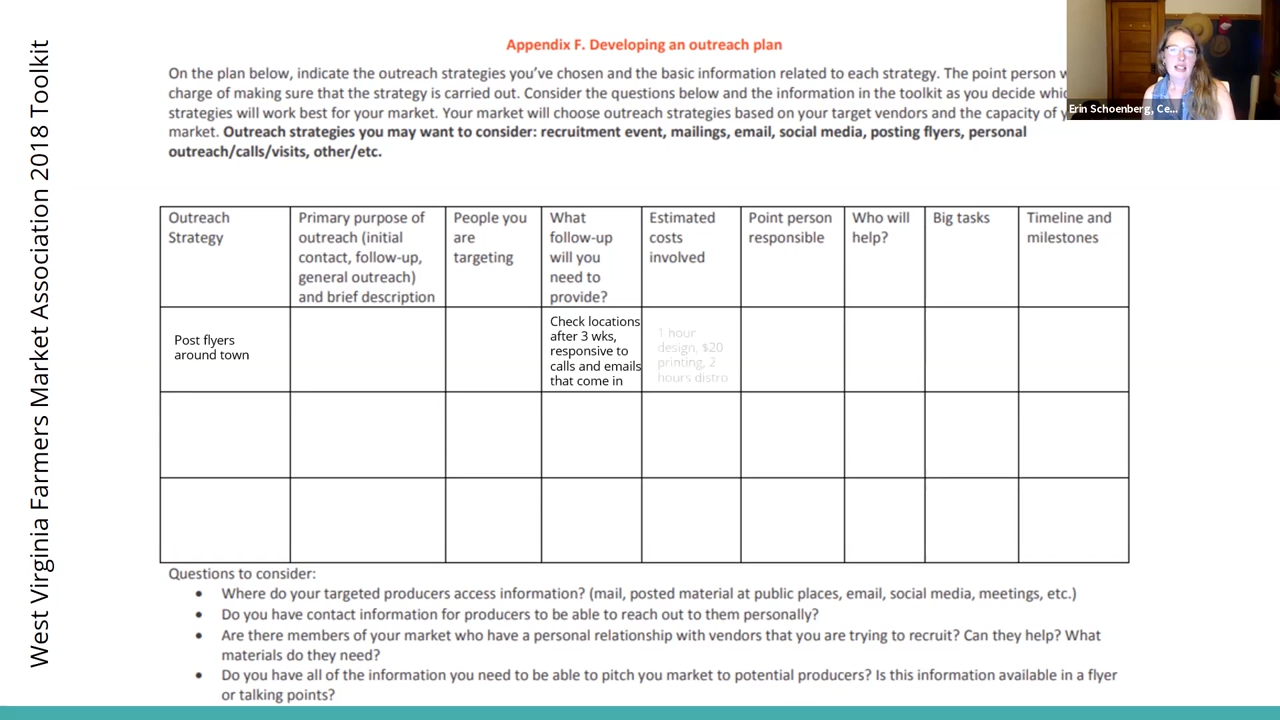 West Virginia Farmers Market Association 2018 Toolkit
Appendix F. Developing an outreach plan
On the plan below, indicate the outreach strategies you've chosen and the basic information related to each strategy. The point person
charge of making sure that the strategy is carried out. Consider the questions below and the information in the toolkit as you decide
strategies will work best for your market. Your market will choose outreach strategies based on your target vendors and the capacity of
market. Outreach strategies you may want to consider: recruitment event, mailings, email, social media, posting flyers, personal
outreach/calls/visits, other/etc.
Erin Schoenberg, Ce...
Outreach
Strategy
Primary purpose of
outreach (initial
contact, follow-up,
general outreach)
and brief description
People you
are
targeting
What
follow-up
will you
need to
provide?
Estimated
costs
involved
Point person
responsible
Who will
help?
Big tasks
Timeline and
milestones
Post flyers
around town
Check locations
after 3 wks,
responsive to
calls and emails
that come in
1 hour
design, $20
printing, 2
hours distro
Questions to consider:
• Where do your targeted producers access information? (mail, posted material at public places, email, social media, meetings, etc.)
• Do you have contact information for producers to be able to reach out to them personally?
• Are there members of your market who have a personal relationship with vendors that you are trying to recruit? Can they help? What
materials do they need?
• Do you have all of the information you need to be able to pitch you market to potential producers? Is this information available in a flyer
or talking points?